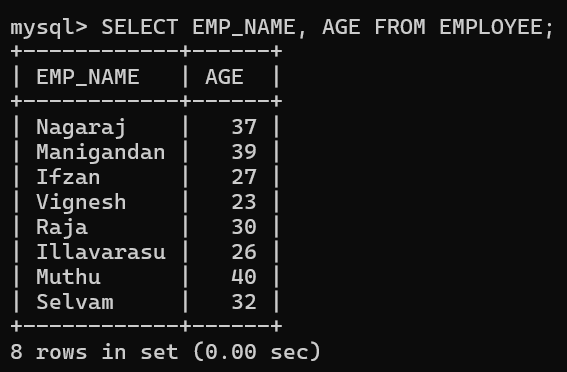 mysql> SELECT EMP_NAME, AGE FROM EMPLOYEE;
+------------+------+
| EMP_NAME   | AGE  |
+------------+------+
| Nagaraj    |   37 |
| Manigandan |   39 |
| Ifzan      |   27 |
| Vignesh    |   23 |
| Raja       |   30 |
| Illavarasu |   26 |
| Muthu      |   40 |
| Selvam     |   32 |
+------------+------+
8 rows in set (0.00 sec)